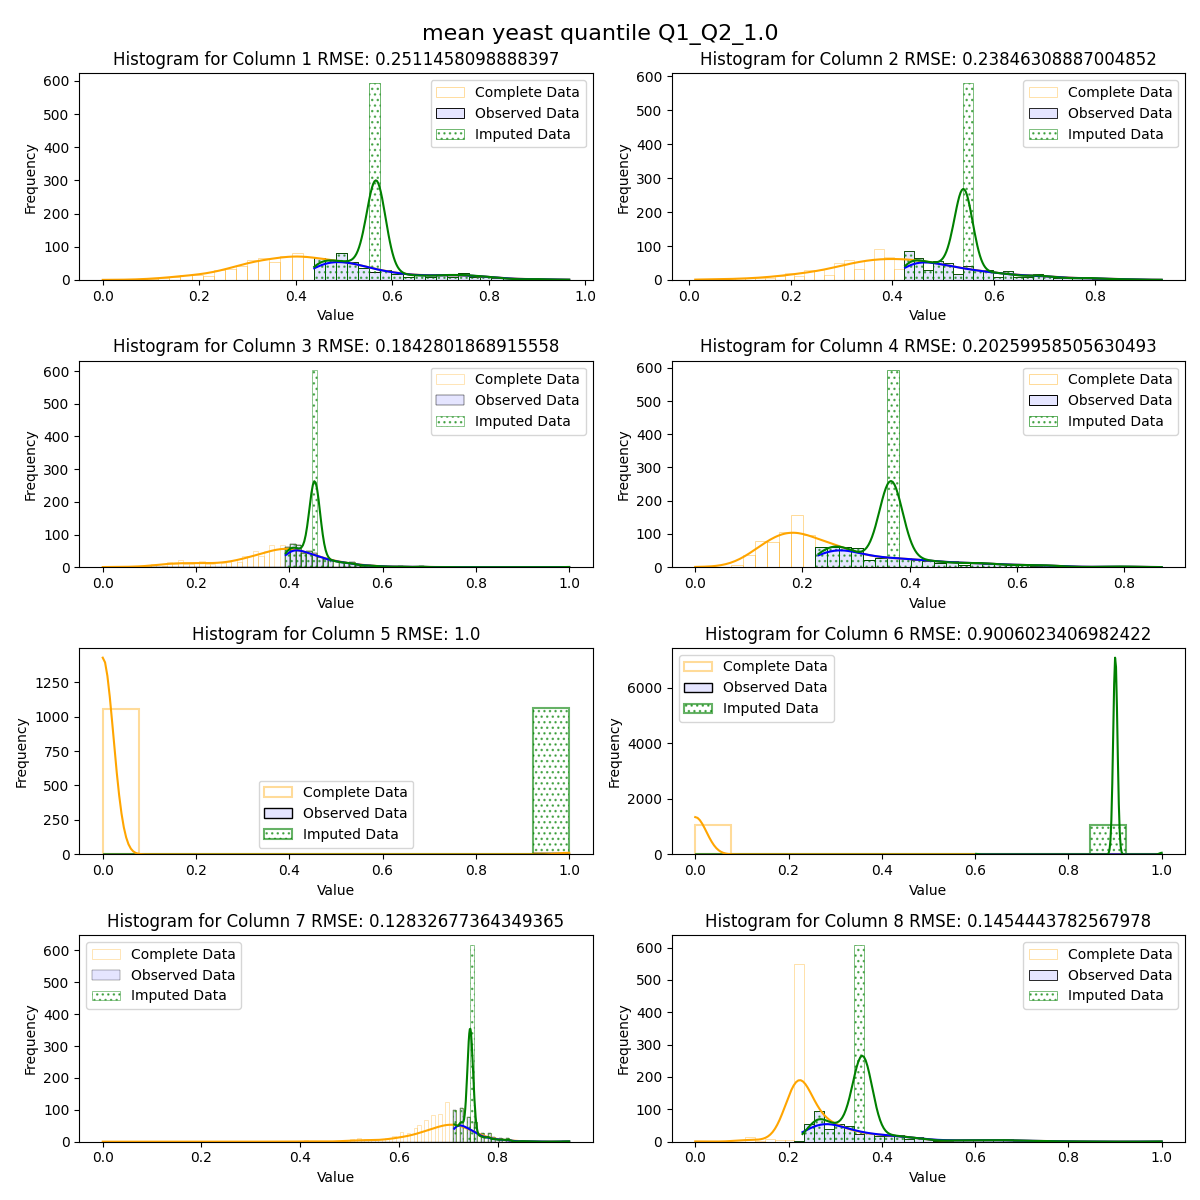 mean yeast quantile Q1_Q2_1.0
Histogram for Column 1 RMSE: 0.2511458098888397
Frequency
600
500
400
300
200
100
0
Complete Data
Observed Data
Imputed Data
0.0 0.2 0.4 0.6 0.8 1.0
Value
Histogram for Column 2 RMSE: 0.23846308887004852
Frequency
600
500
400
300
200
100
0
Complete Data
Observed Data
Imputed Data
0.0 0.2 0.4 0.6 0.8
Value
Histogram for Column 3 RMSE: 0.1842801868915558
Frequency
600
500
400
300
200
100
0
Complete Data
Observed Data
Imputed Data
0.0 0.2 0.4 0.6 0.8 1.0
Value
Histogram for Column 4 RMSE: 0.20259958505630493
Frequency
600
500
400
300
200
100
0
Complete Data
Observed Data
Imputed Data
0.0 0.2 0.4 0.6 0.8
Value
Histogram for Column 5 RMSE: 1.0
Frequency
1250
1000
750
500
250
0
Complete Data
Observed Data
Imputed Data
0.0 0.2 0.4 0.6 0.8 1.0
Value
Histogram for Column 6 RMSE: 0.9006023406982422
Frequency
6000
4000
2000
0
Complete Data
Observed Data
Imputed Data
0.0 0.2 0.4 0.6 0.8 1.0
Value
Histogram for Column 7 RMSE: 0.12832677364349365
Frequency
600
500
400
300
200
100
0
Complete Data
Observed Data
Imputed Data
0.0 0.2 0.4 0.6 0.8
Value
Histogram for Column 8 RMSE: 0.1454443782567978
Frequency
600
500
400
300
200
100
0
Complete Data
Observed Data
Imputed Data
0.0 0.2 0.4 0.6 0.8 1.0
Value